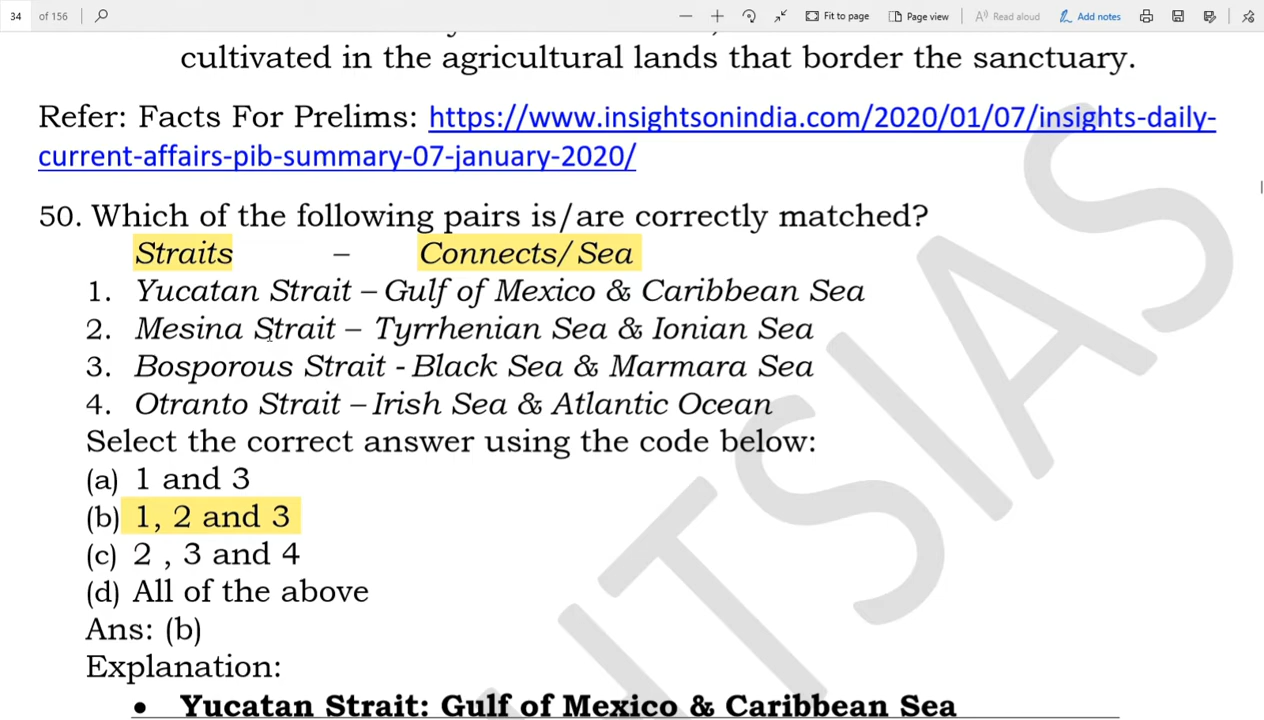 34 of 156 Fit to page Page view Read aloud Add notes
cultivated in the agricultural lands that border the sanctuary.
Refer: Facts For Prelims: https://www.insightsonindia.com/2020/01/07/insights-daily-
current-affairs-pib-summary-07-january-2020/
50. Which of the following pairs is/are correctly matched?
Straits – Connects/Sea
1. Yucatan Strait – Gulf of Mexico & Caribbean Sea
2. Mesina Strait – Tyrrhenian Sea & Ionian Sea
3. Bosporous Strait - Black Sea & Marmara Sea
4. Otranto Strait – Irish Sea & Atlantic Ocean
Select the correct answer using the code below:
(a) 1 and 3
(b) 1, 2 and 3
(c) 2 , 3 and 4
(d) All of the above
Ans: (b)
Explanation:
• Yucatan Strait: Gulf of Mexico & Caribbean Sea
NTSIAS